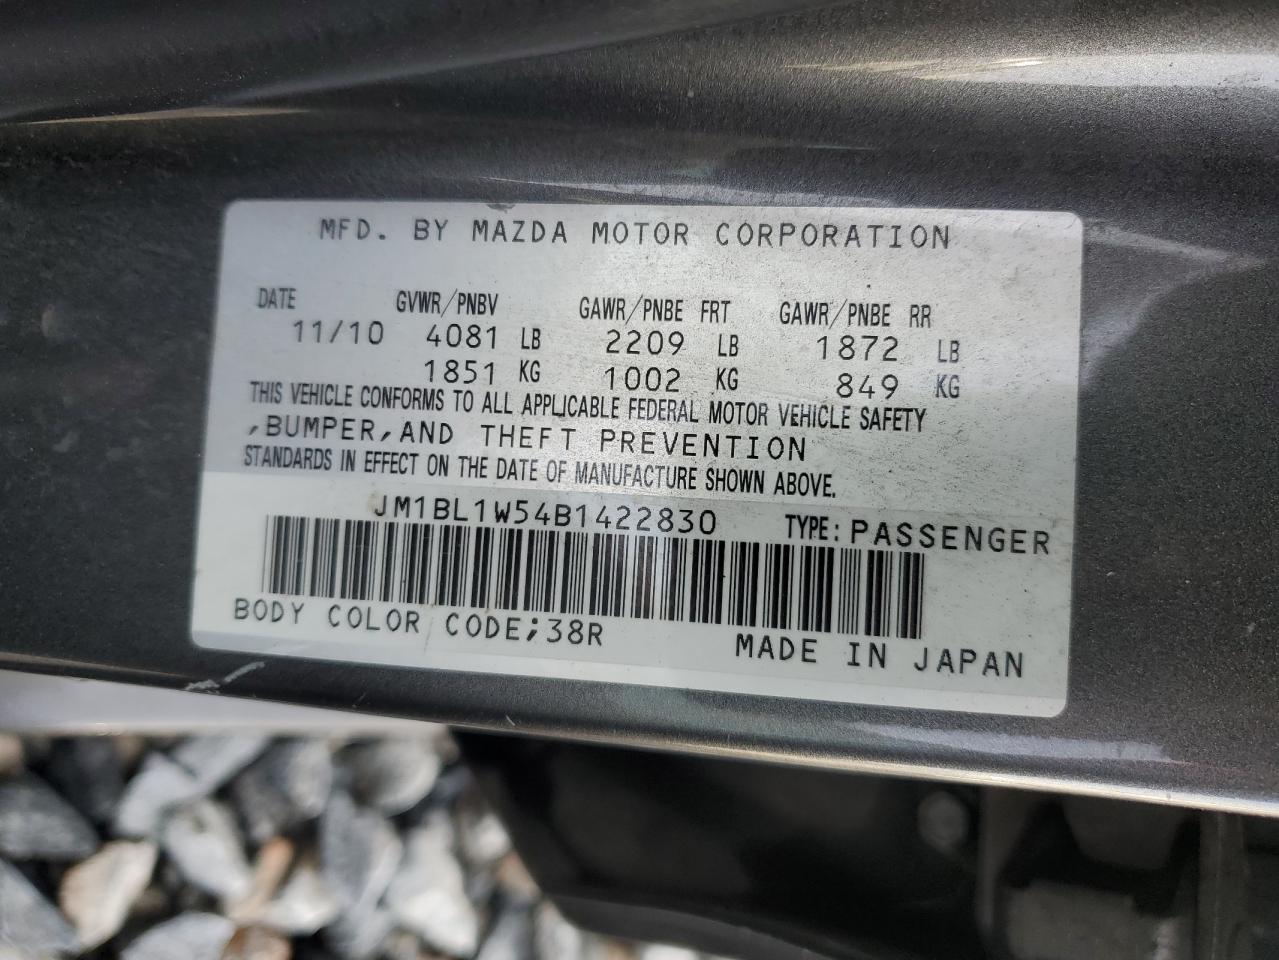 MFD. BY MAZDA MOTOR CORPORATION
DATE GVWR/PNBV GAWR/PNBE FRT GAWR/PNBE RR
11/10 4081 LB 2209 LB 1872 LB
1851 KG 1002 KG 849 KG
THIS VEHICLE CONFORMS TO ALL APPLICABLE FEDERAL MOTOR VEHICLE SAFETY
,BUMPER,AND THEFT PREVENTION
STANDARDS IN EFFECT ON THE DATE OF MANUFACTURE SHOWN ABOVE.
JM1BL1W54B1422830 TYPE:PASSENGER
BODY COLOR CODE;38R MADE IN JAPAN